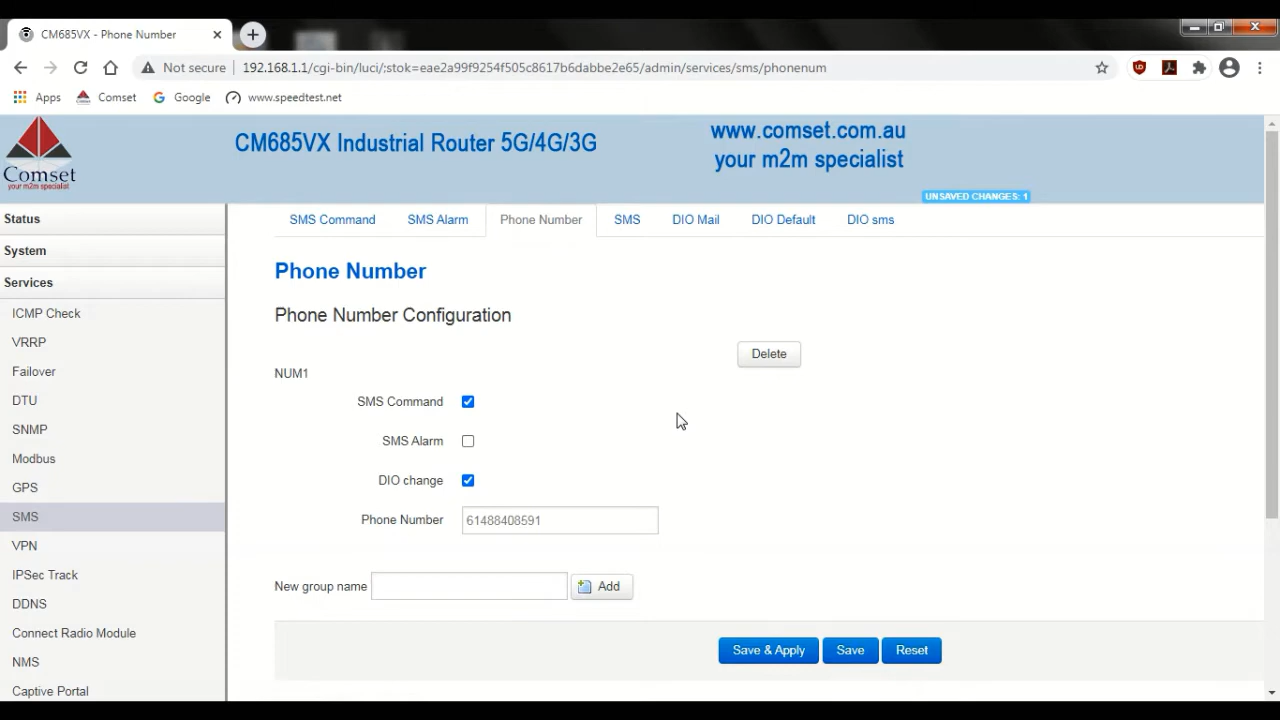 CM685VX - Phone Number
Not secure 192.168.1.1/cgi-bin/luci/;stok=eae2a99f9254f505c8617b6dabbe2e65/admin/services/sms/phonenum
Apps Comset Google www.speedtest.net
Comset
your m2m specialist
CM685VX Industrial Router 5G/4G/3G
www.comset.com.au
your m2m specialist
UNSAVED CHANGES: 1
Status
System
Services
ICMP Check
VRRP
Failover
DTU
SNMP
Modbus
GPS
SMS
VPN
IPSec Track
DDNS
Connect Radio Module
NMS
Captive Portal
SMS Command SMS Alarm Phone Number SMS DIO Mail DIO Default DIO sms
Phone Number
Phone Number Configuration
Delete
NUM1
SMS Command
SMS Alarm
DIO change
Phone Number 61488408591
New group name Add
Save & Apply Save Reset